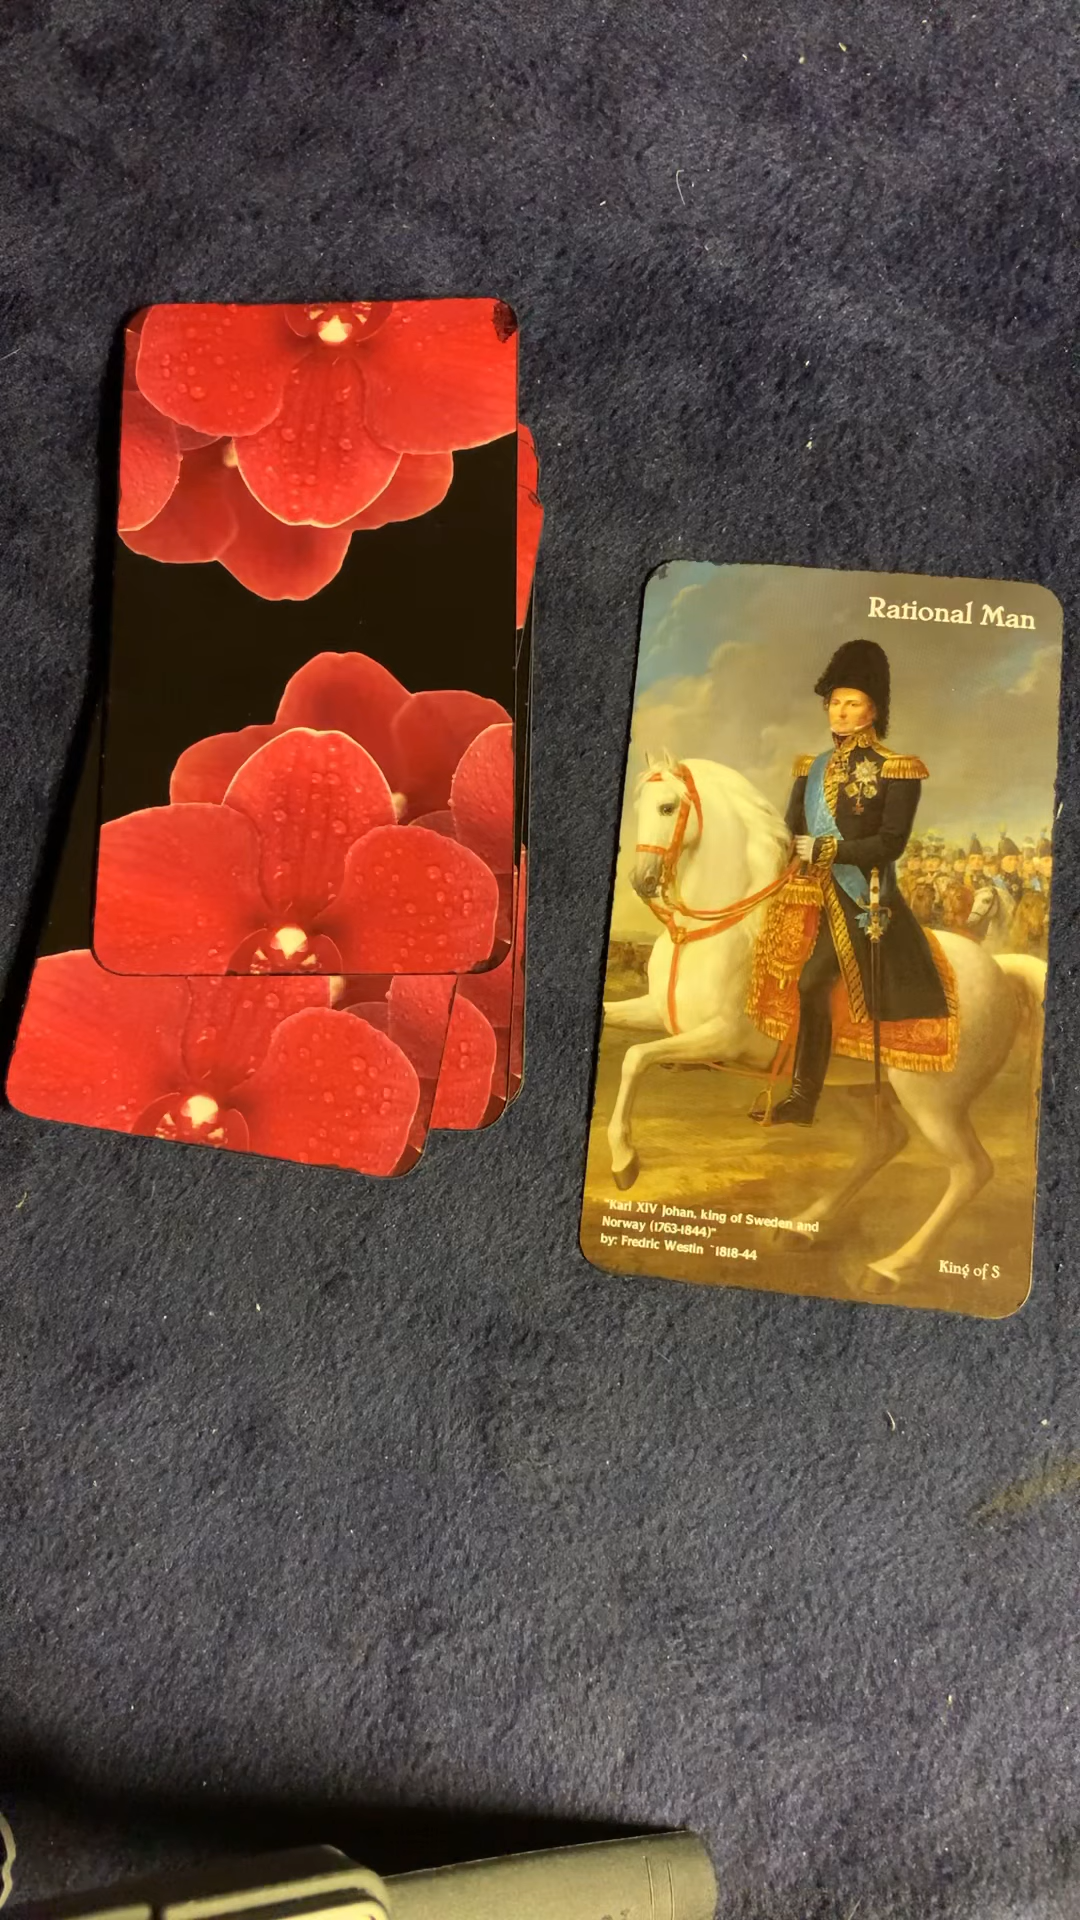 Rational Man
"Karl XIV Johan, king of Sweden and
Norway (1763-1844)"
by: Fredric Westin ~1818-44
King of S